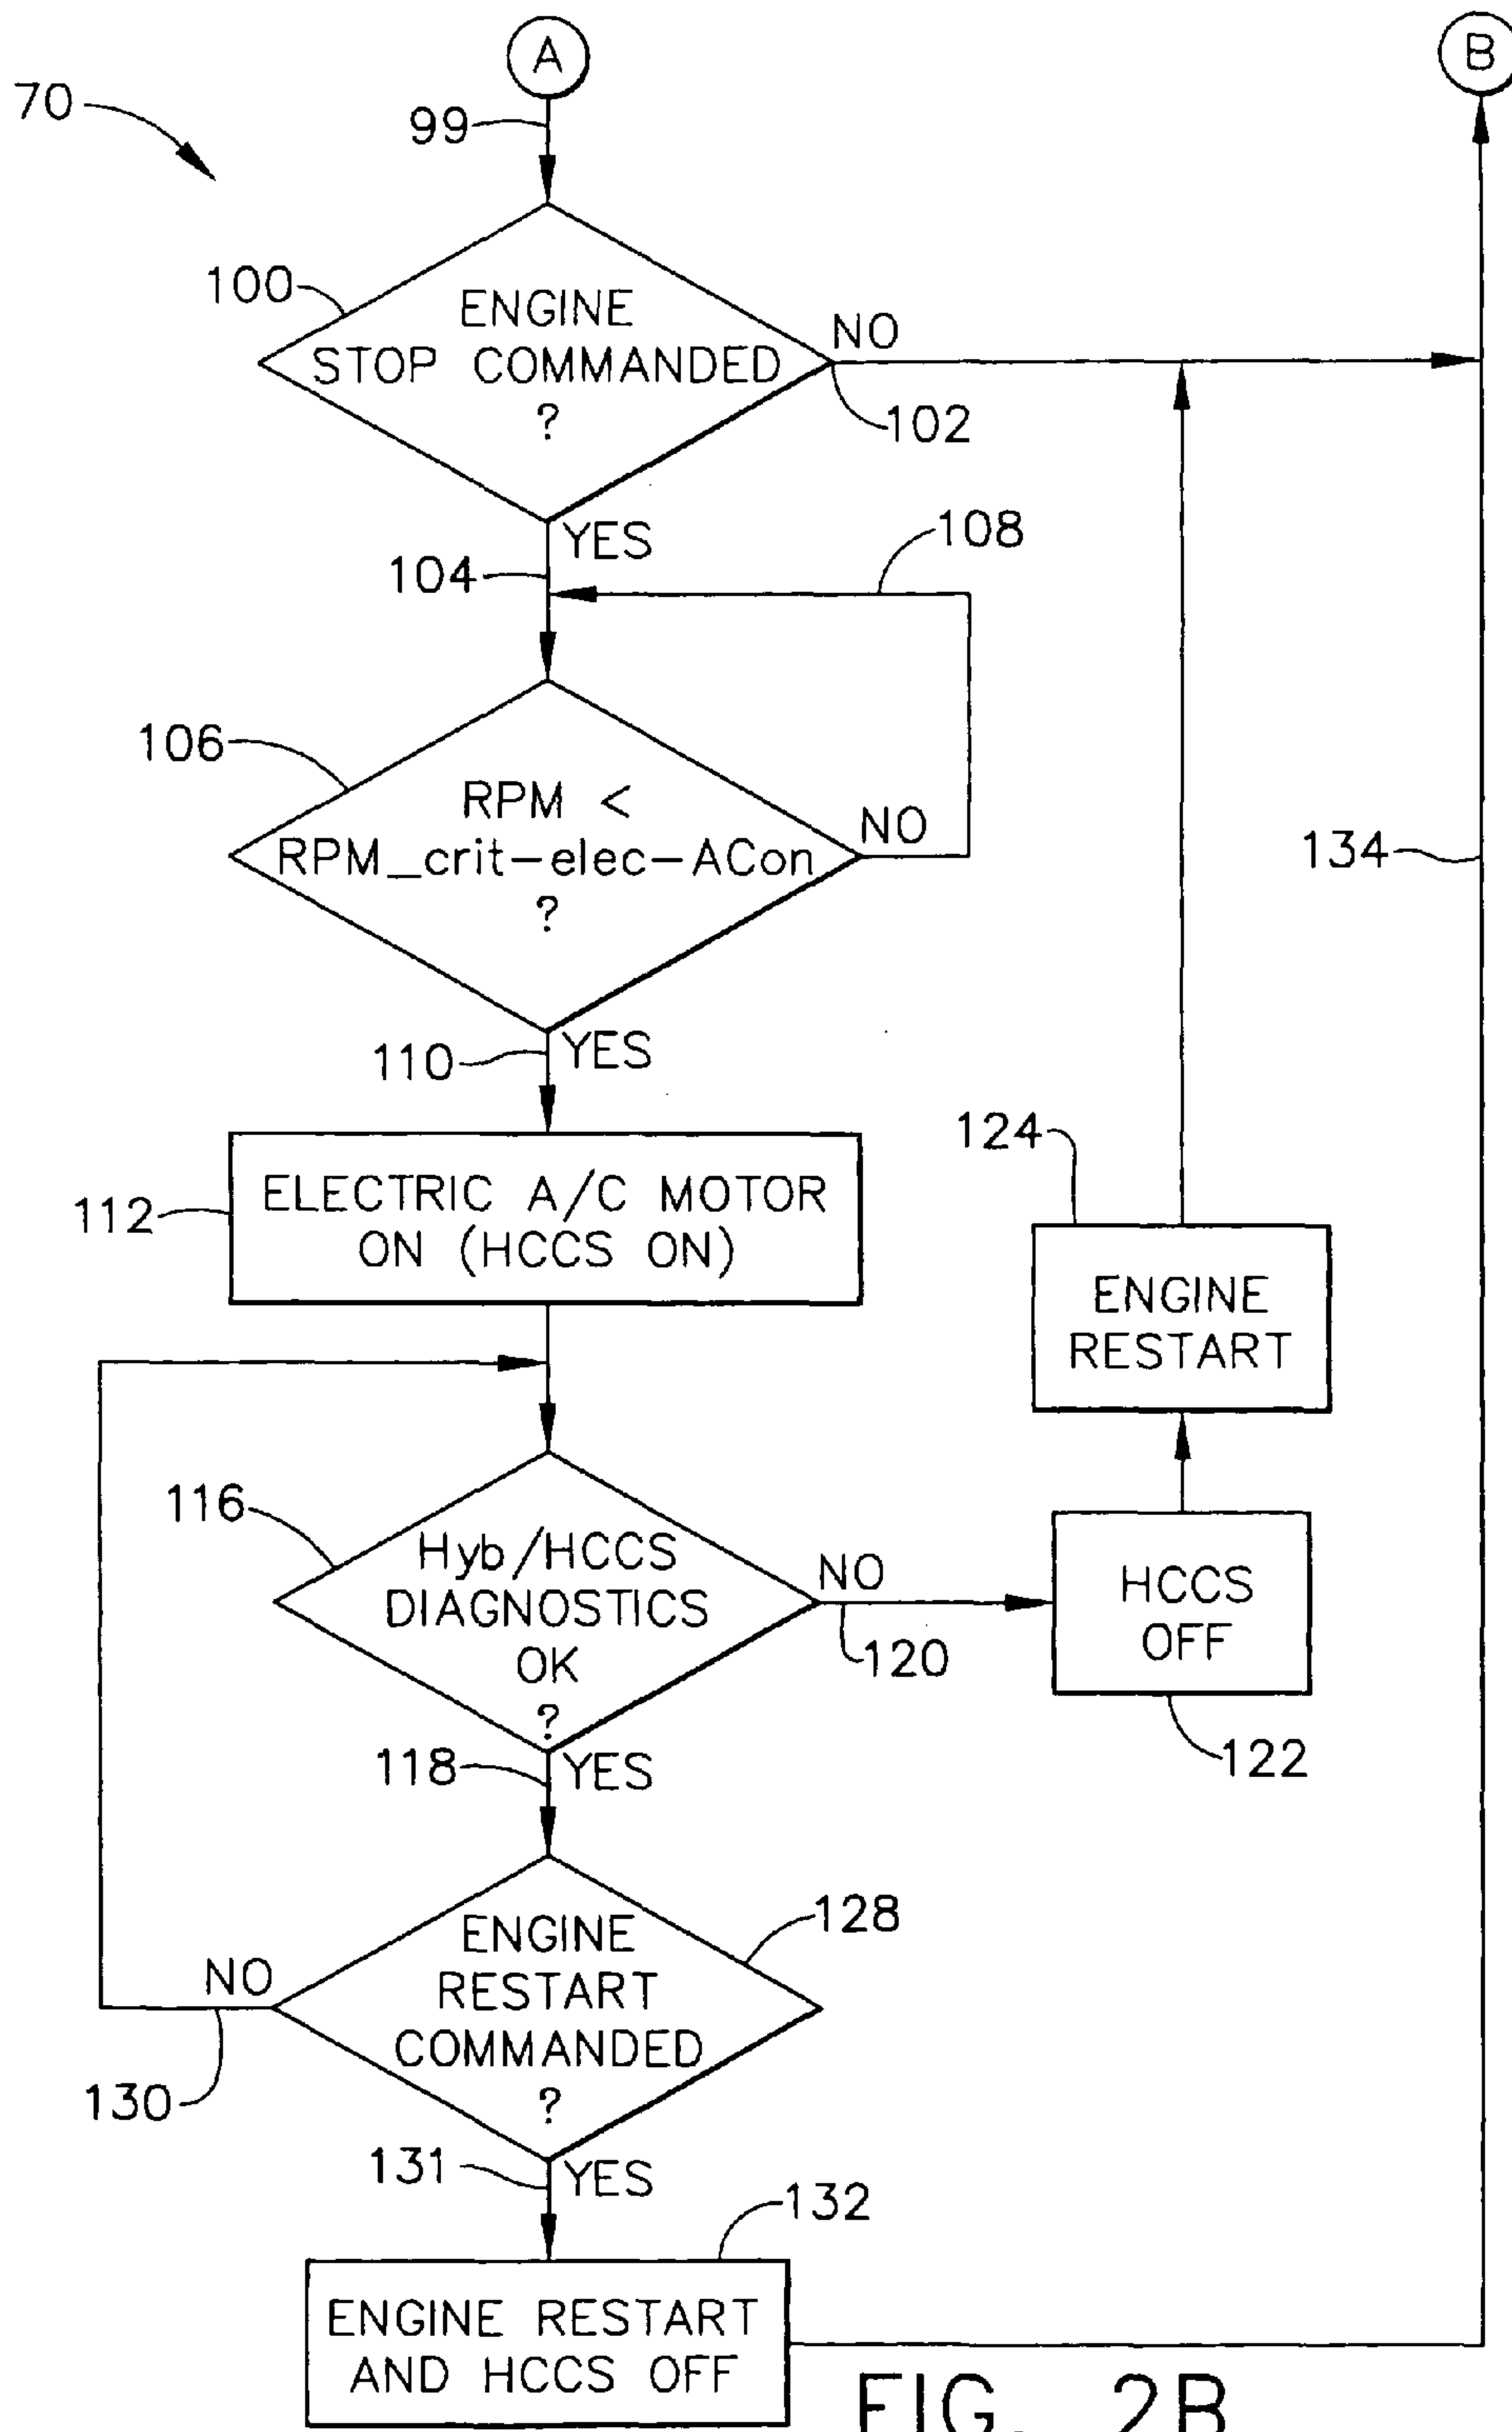 A
B
70
99
100
ENGINE
STOP COMMANDED
?
NO
102
YES
104
108
106
RPM <
RPM_crit-elec-ACon
?
NO
134
YES
110
112
ELECTRIC A/C MOTOR
ON (HCCS ON)
124
ENGINE
RESTART
116
Hyb/HCCS
DIAGNOSTICS
OK
?
NO
120
HCCS
OFF
122
YES
118
128
ENGINE
RESTART
COMMANDED
?
NO
130
131
YES
132
ENGINE RESTART
AND HCCS OFF
FIG. 2B